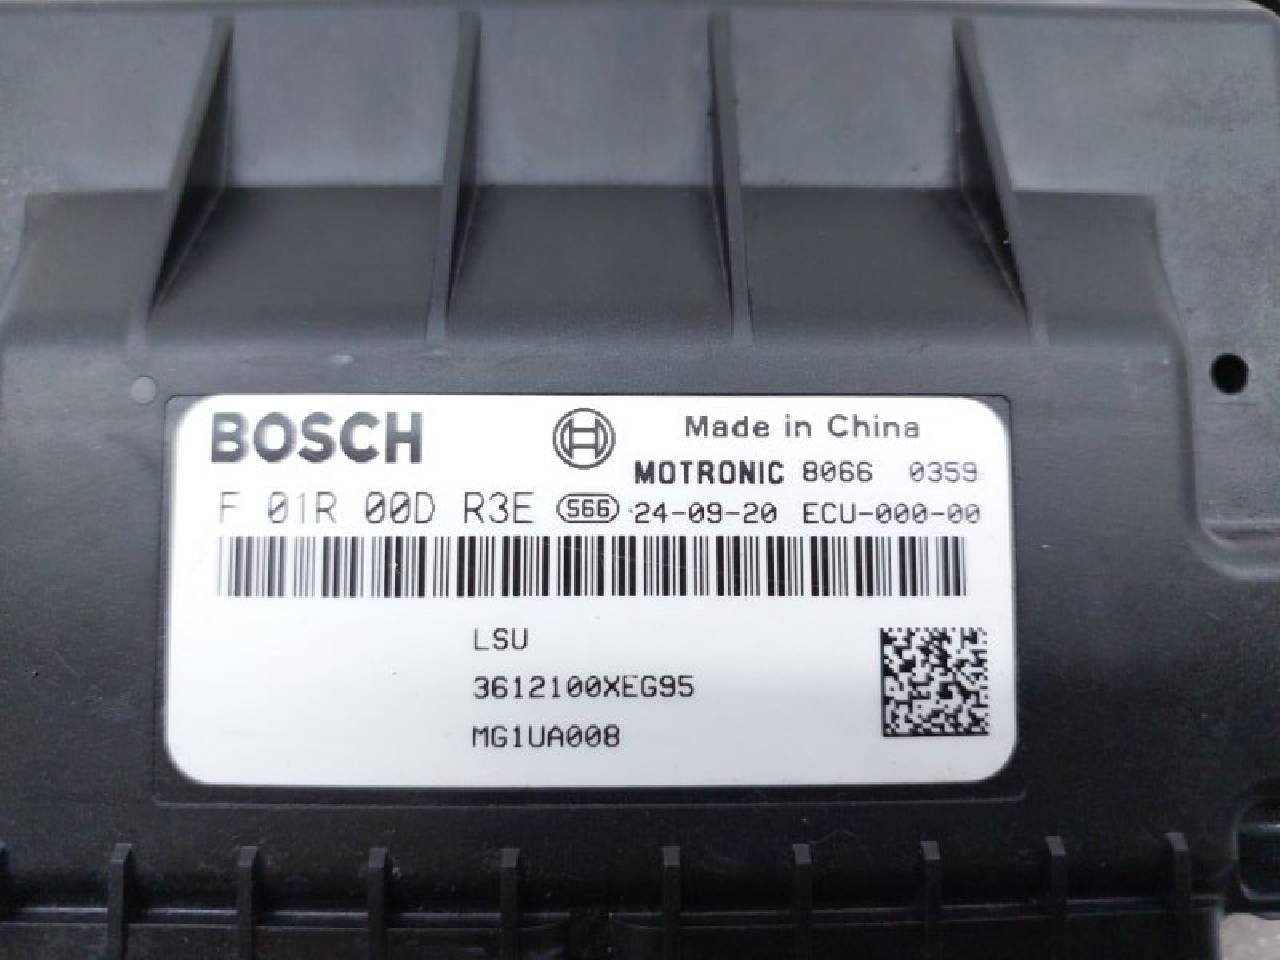 BOSCH
Made in China
MOTRONIC 8066 0359
F 01R 00D R3E S66 24-09-20 ECU-000-00
LSU
3612100XEG95
MG1UA008